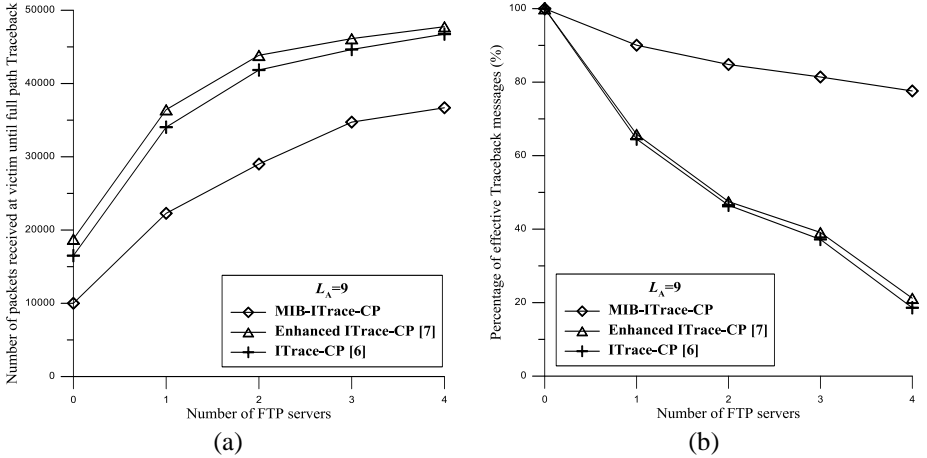 Number of packets received at victim until full path Traceback
50000
40000
30000
20000
10000
0
0 1 2 3 4
Number of FTP servers
L_A=9
MIB-ITrace-CP
Enhanced ITrace-CP [7]
ITrace-CP [6]
(a)
Percentage of effective Traceback messages (%)
100
80
60
40
20
0
0 1 2 3 4
Number of FTP servers
L_A=9
MIB-ITrace-CP
Enhanced ITrace-CP [7]
ITrace-CP [6]
(b)